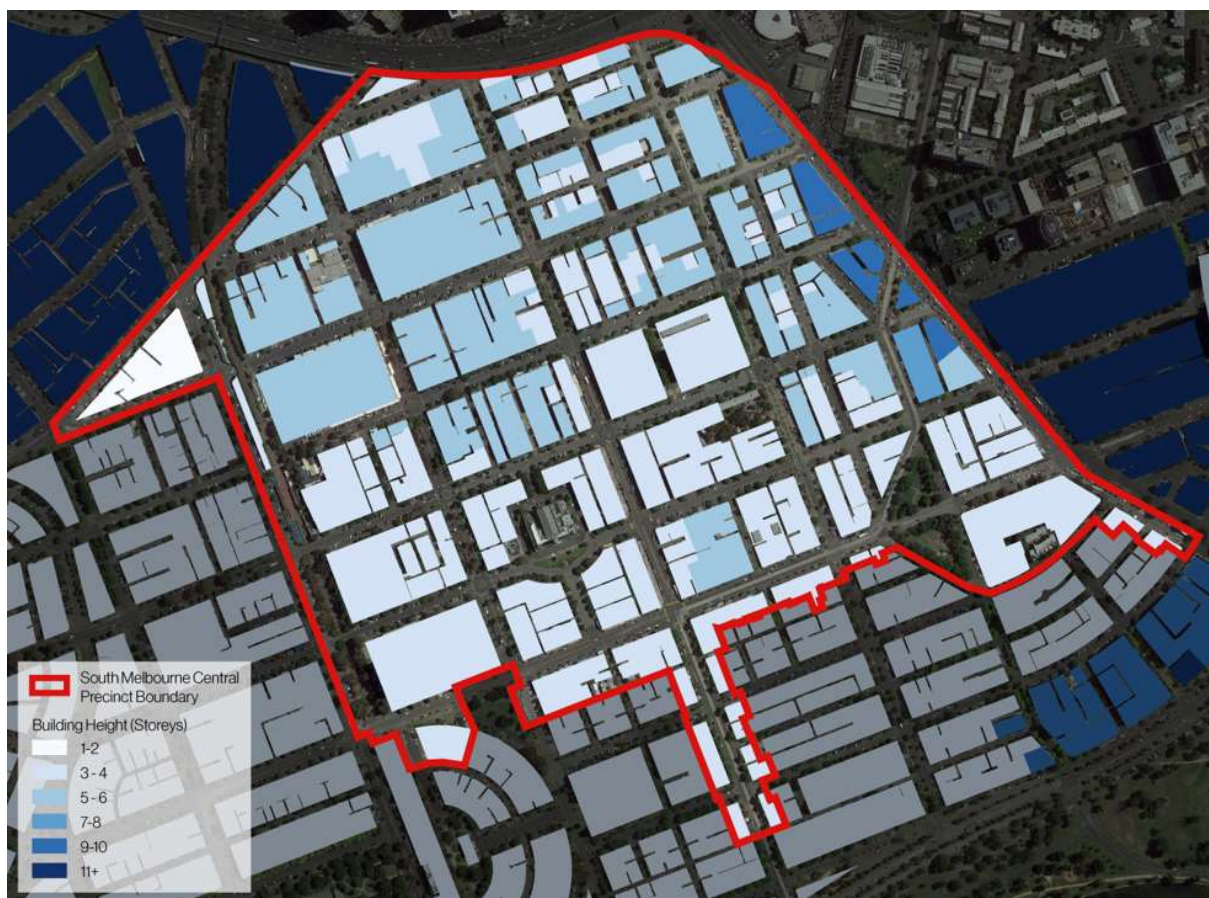 South Melbourne Central
Precinct Boundary
Building Height (Storeys)
1-2
3 - 4
5 - 6
7-8
9-10
11+